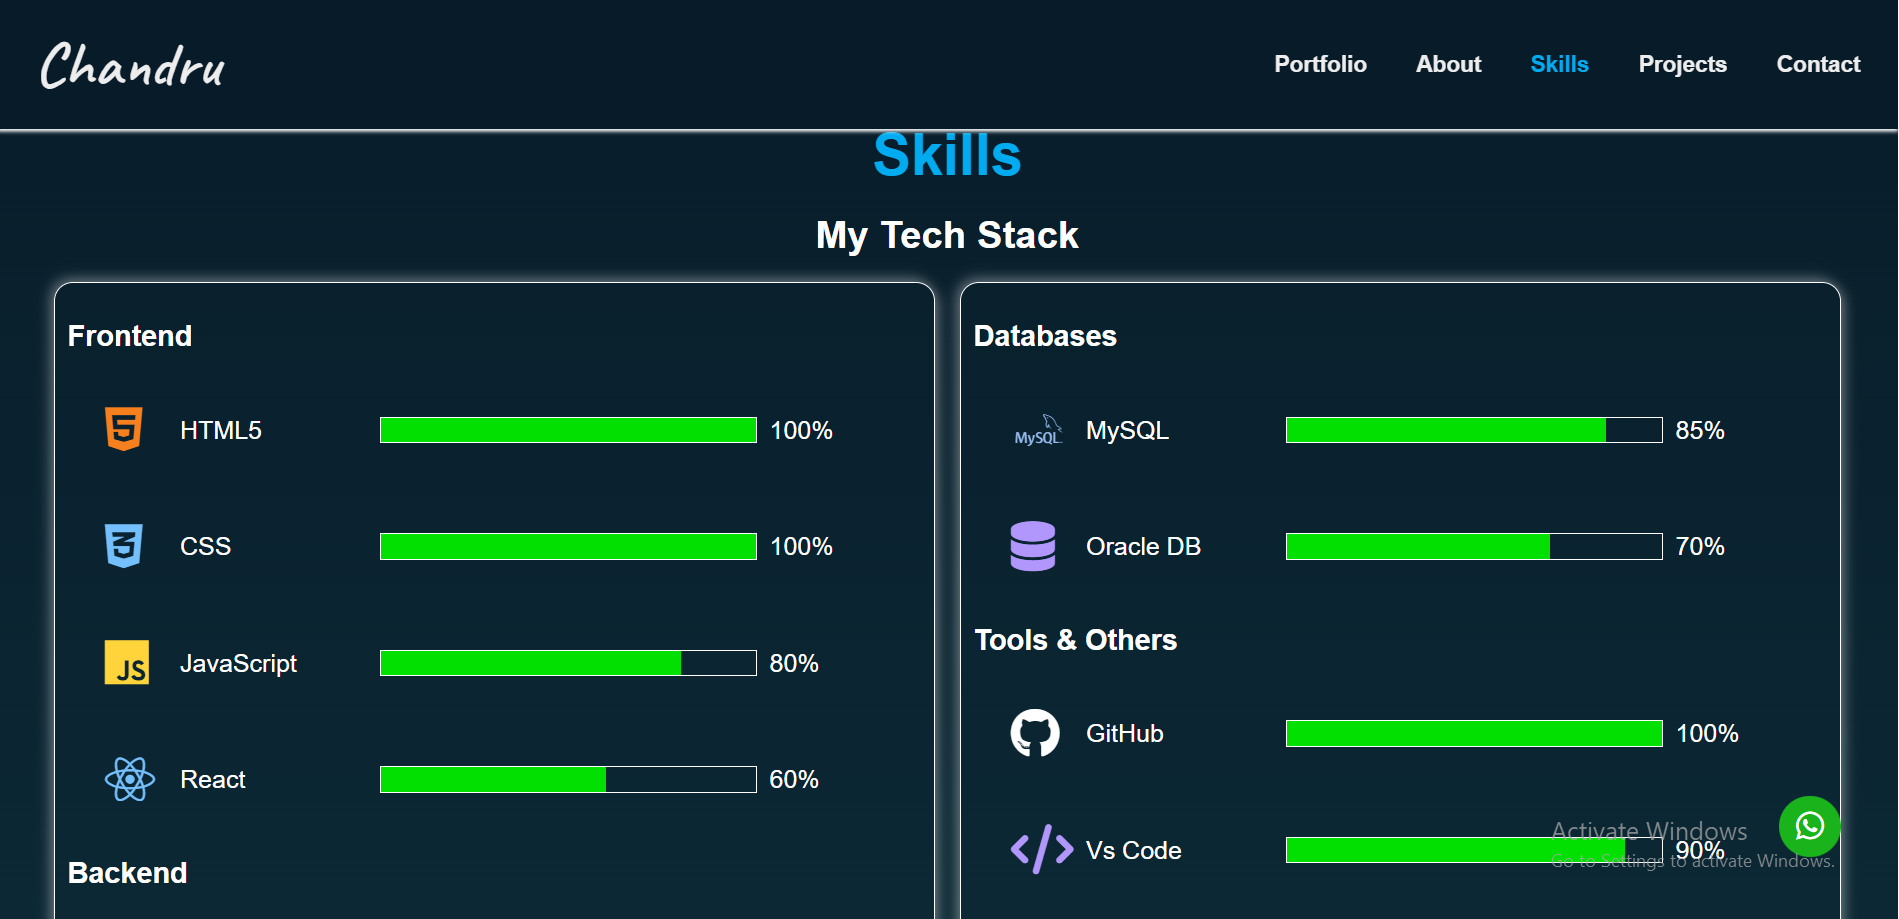 Chandru
Portfolio About Skills Projects Contact
Skills
My Tech Stack
Frontend
HTML5 100%
CSS 100%
JS JavaScript 80%
React 60%
Backend
Databases
MySQL MySQL 85%
Oracle DB 70%
Tools & Others
GitHub 100%
Vs Code 90%
Activate Windows
Go to Settings to activate Windows.